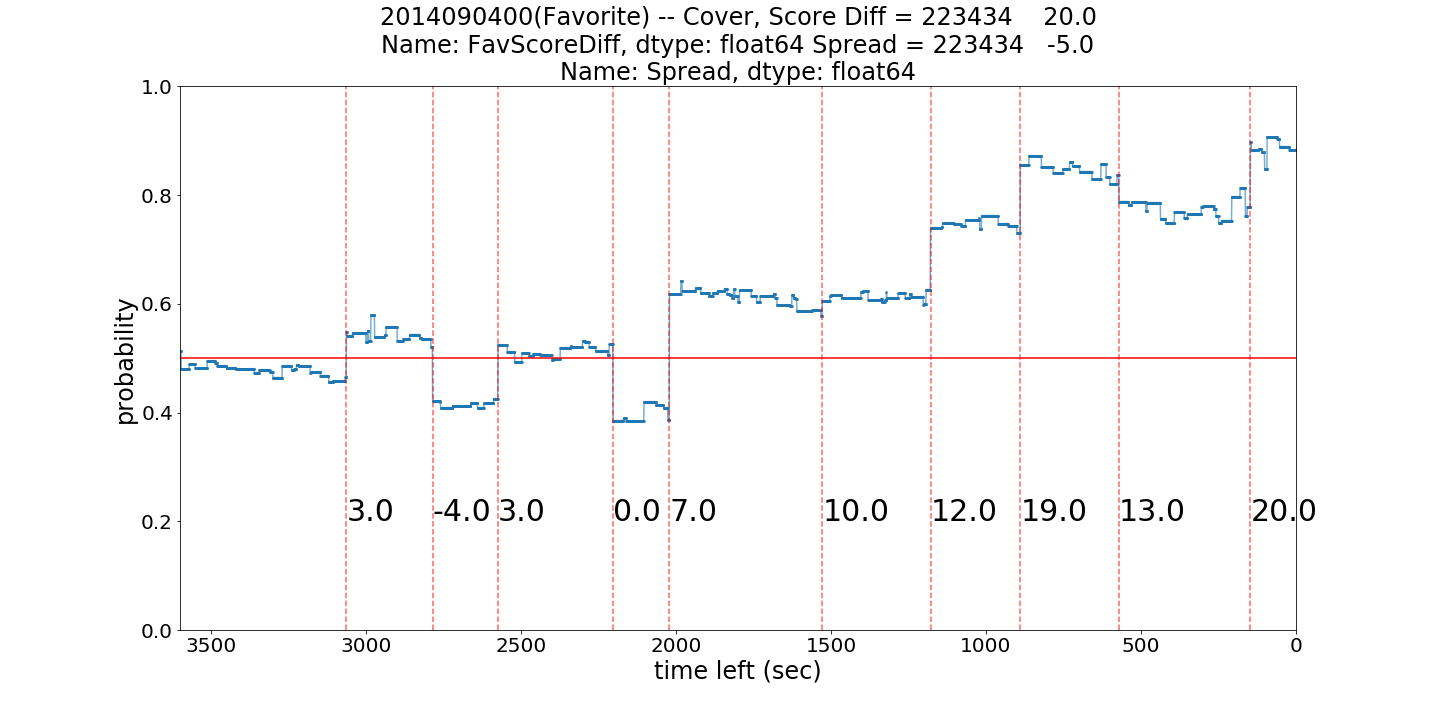 2014090400(Favorite) -- Cover, Score Diff = 223434    20.0
Name: FavScoreDiff, dtype: float64 Spread = 223434   -5.0
Name: Spread, dtype: float64
1.0
0.8
0.6
0.4
0.2
0.0
probability
3.0 -4.0 3.0 0.0 7.0 10.0 12.0 19.0 13.0 20.0
3500 3000 2500 2000 1500 1000 500 0
time left (sec)